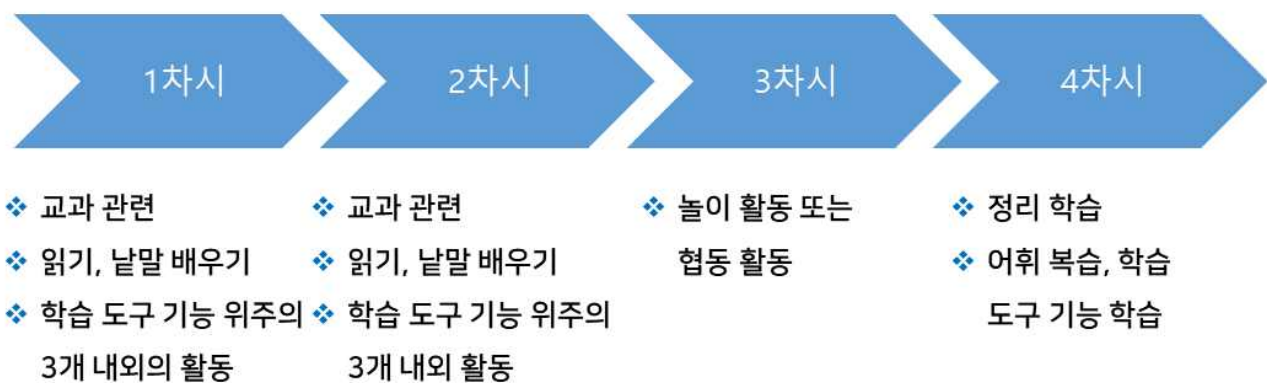 1차시
2차시
3차시
4차시
❖ 교과 관련
❖ 읽기, 낱말 배우기
❖ 학습 도구 기능 위주의
3개 내외의 활동
❖ 교과 관련
❖ 읽기, 낱말 배우기
❖ 학습 도구 기능 위주의
3개 내외 활동
❖ 놀이 활동 또는
협동 활동
❖ 정리 학습
❖ 어휘 복습, 학습
도구 기능 학습